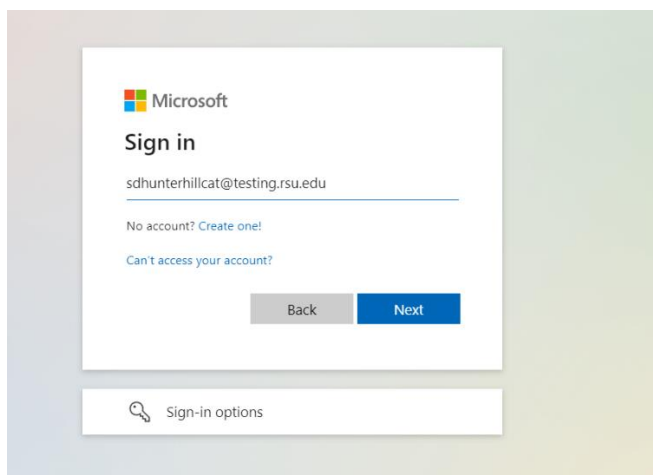 Microsoft
Sign in
sdhunterhillcat@testing.rsu.edu
No account? Create one!
Can't access your account?
Back Next
Sign-in options